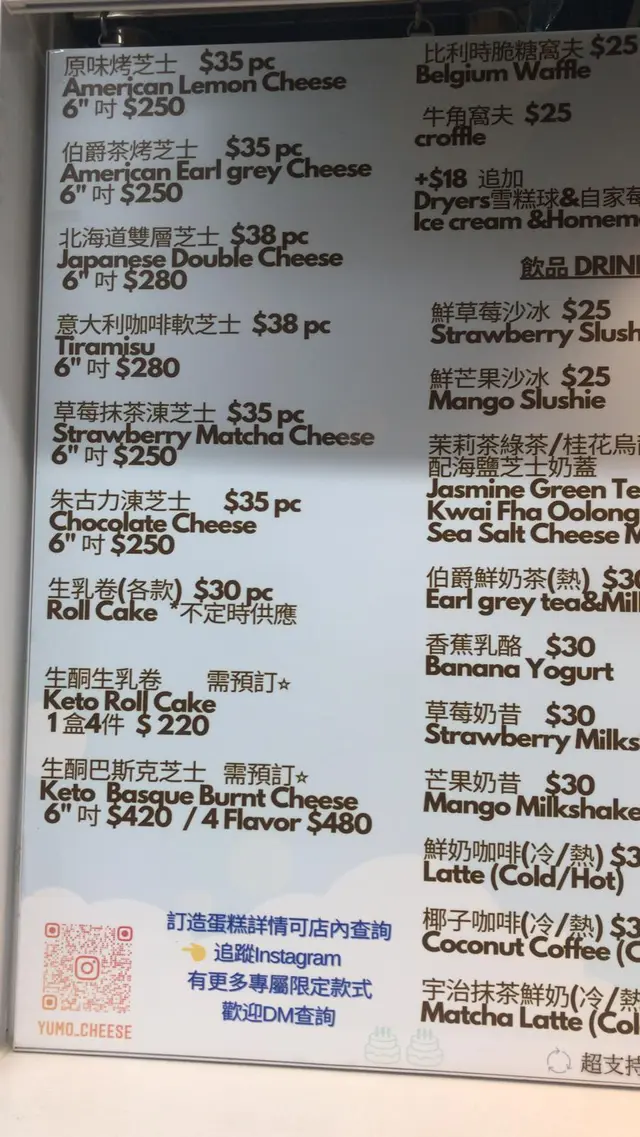 原味烤芝士 $35 pc
American Lemon Cheese
6" 吋 $250
伯爵茶烤芝士 $35 pc
American Earl grey Cheese
6" 吋 $250
北海道雙層芝士 $38 pc
Japanese Double Cheese
6" 吋 $280
意大利咖啡軟芝士 $38 pc
Tiramisu
6" 吋 $280
草莓抹茶凍芝士 $35 pc
Strawberry Matcha Cheese
6" 吋 $250
朱古力凍芝士 $35 pc
Chocolate Cheese
6" 吋 $250
生乳卷(各款) $30 pc
Roll Cake *不定時供應
生酮生乳卷 需預訂☆
Keto Roll Cake
1盒4件 $ 220
生酮巴斯克芝士 需預訂☆
Keto Basque Burnt Cheese
6" 吋 $420 / 4 Flavor $480
訂造蛋糕詳情可店內查詢
👉 追蹤Instagram
有更多專屬限定款式
歡迎DM查詢
YUMO_CHEESE
比利時脆糖窩夫 $25
Belgium Waffle
牛角窩夫 $25
croffle
+$18 追加
Dryers雪糕球&自家莓
Ice cream &Homem
飲品 DRIN
鮮草莓沙冰 $25
Strawberry Slush
鮮芒果沙冰 $25
Mango Slushie
茉莉茶綠茶/桂花烏
配海鹽芝士奶蓋
Jasmine Green Te
Kwai Fha Oolong
Sea Salt Cheese M
伯爵鮮奶茶(熱) $30
Earl grey tea&Mil
香蕉乳酪 $30
Banana Yogurt
草莓奶昔 $30
Strawberry Milks
芒果奶昔 $30
Mango Milkshake
鮮奶咖啡(冷/熱) $3
Latte (Cold/Hot)
椰子咖啡(冷/熱) $3
Coconut Coffee (C
宇治抹茶鮮奶(冷/熱
Matcha Latte (Col
超支持